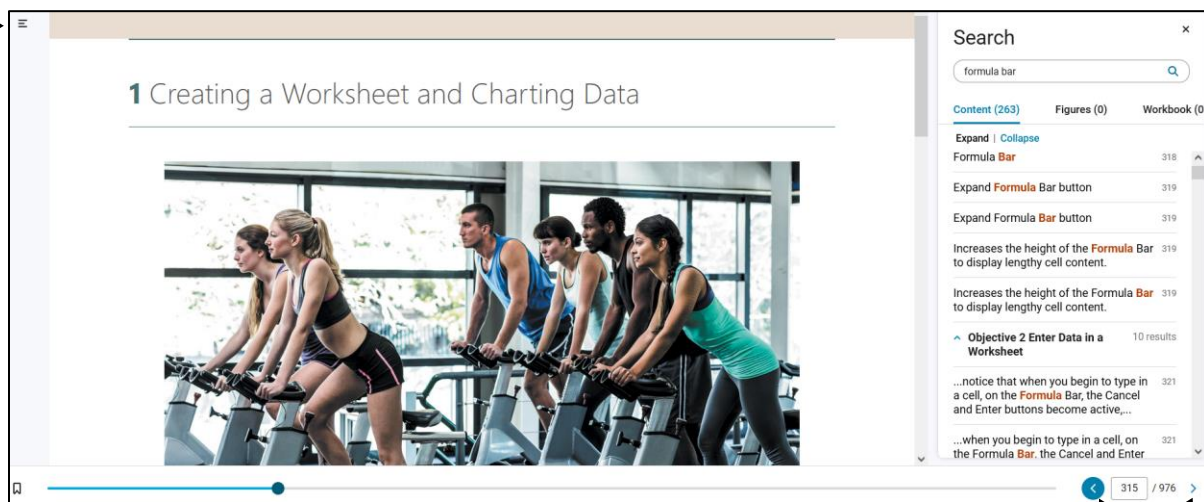 1 Creating a Worksheet and Charting Data
Search
formula bar
Content (263) Figures (0) Workbook (0
Expand | Collapse
Formula Bar 318
Expand Formula Bar button 319
Expand Formula Bar button 319
Increases the height of the Formula Bar 319
to display lengthy cell content.
Increases the height of the Formula Bar 319
to display lengthy cell content.
Objective 2 Enter Data in a 10 results
Worksheet
...notice that when you begin to type in 321
a cell, on the Formula Bar, the Cancel
and Enter buttons become active,...
...when you begin to type in a cell, on 321
the Formula Bar, the Cancel and Enter
315 / 976